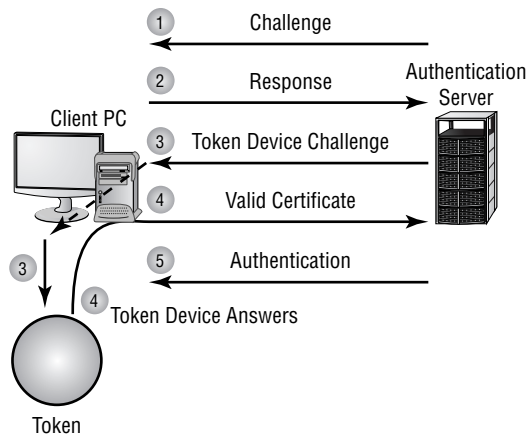 1 Challenge
2 Response
Authentication
Server
Client PC
3 Token Device Challenge
4 Valid Certificate
3
5 Authentication
4
Token Device Answers
Token